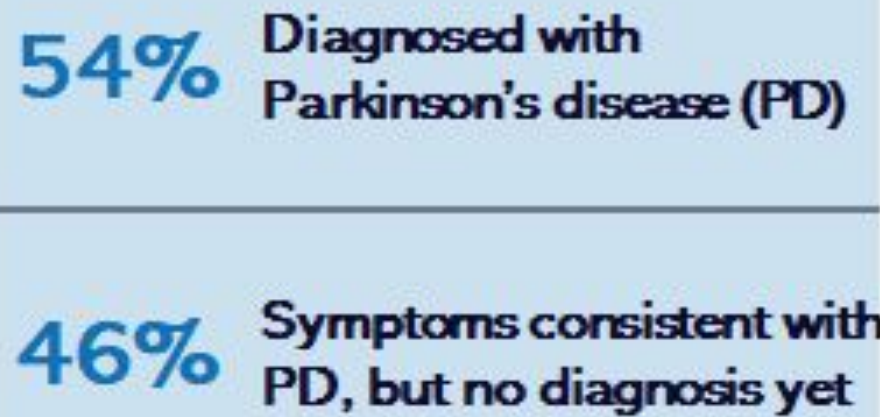 54%
Diagnosed with
Parkinson's disease (PD)
46%
Symptoms consistent with
PD, but no diagnosis yet